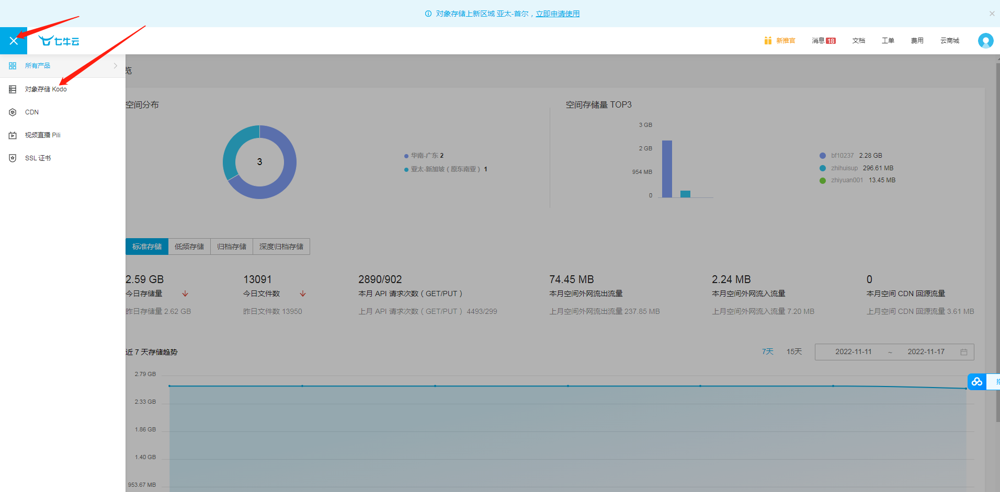 对象存储上新区域 亚太-首尔，立即申请使用
七牛云
新推官
消息 18
文档
工单
费用
云商城
所有产品
对象存储 Kodo
CDN
视频直播 Pili
SSL 证书
览
空间分布
3
华南-广东 2
亚太-新加坡（原东南亚） 1
空间存储量 TOP3
3 GB
2 GB
954 MB
0
bf10237 2.28 GB
zhihuisup 296.61 MB
zhiyuan001 13.45 MB
标准存储
低频存储
归档存储
深度归档存储
2.59 GB
今日存储量
昨日存储量 2.62 GB
13091
今日文件数
昨日文件数 13950
2890/902
本月 API 请求次数（GET/PUT）
上月 API 请求次数（GET/PUT） 4493/299
74.45 MB
本月空间外网流出流量
上月空间外网流出流量 237.85 MB
2.24 MB
本月空间外网流入流量
上月空间外网流入流量 7.20 MB
0
本月空间 CDN 回源流量
上月空间 CDN 回源流量 3.61 MB
近 7 天存储趋势
7天
15天
2022-11-11 ~ 2022-11-17
2.79 GB
2.33 GB
1.86 GB
1.40 GB
953.67 MB